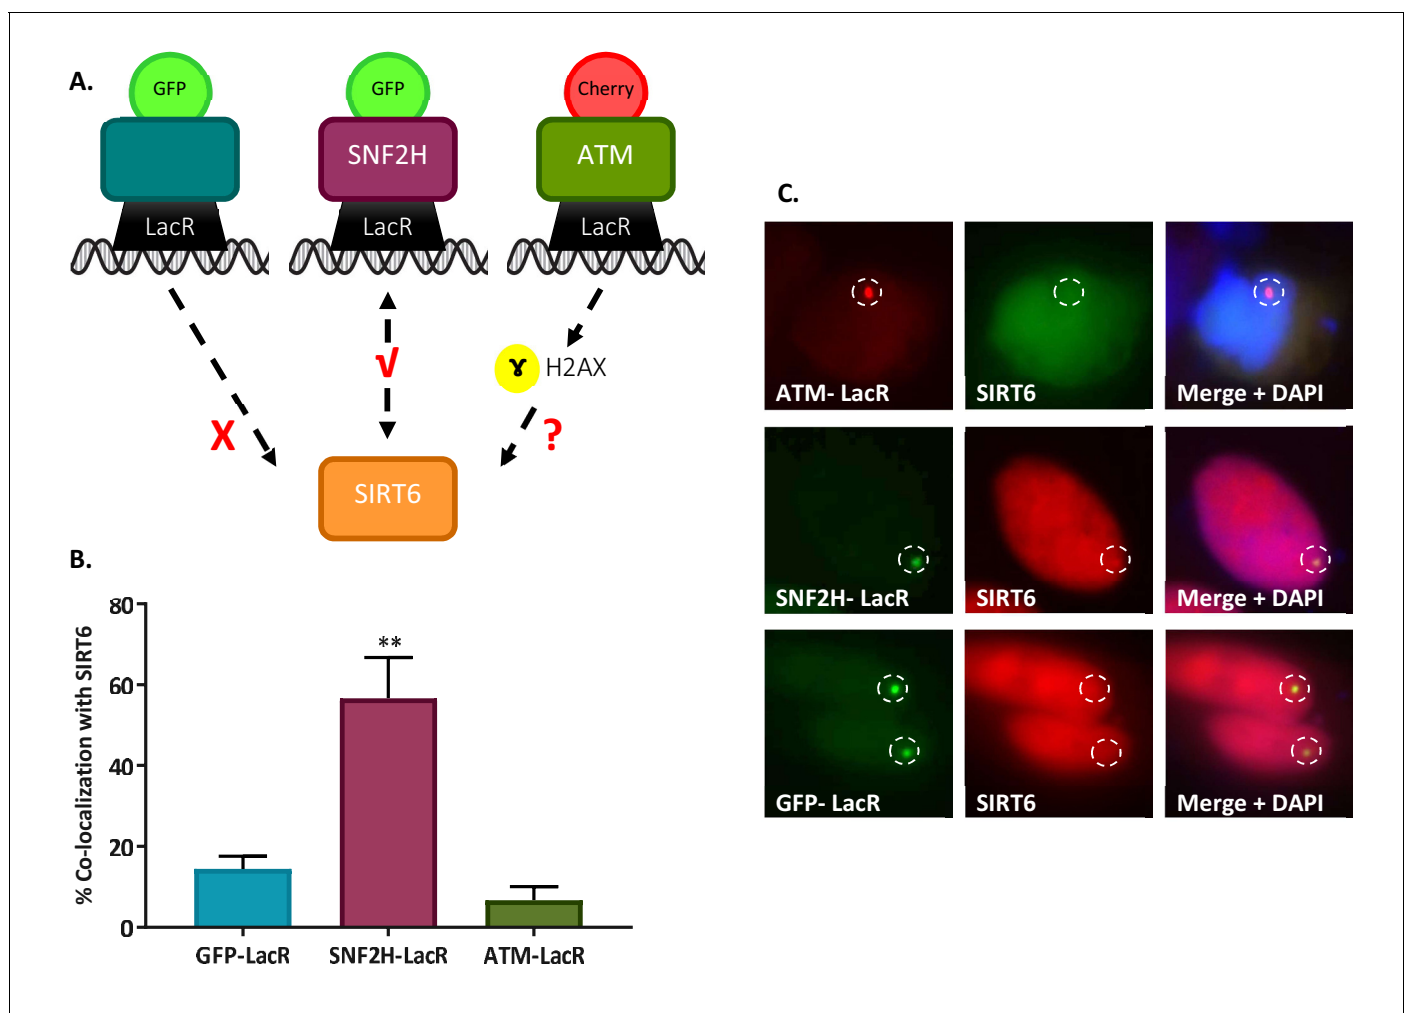 A.
GFP
GFP
Cherry
SNF2H
ATM
LacR
LacR
LacR
X
√
ɤ H2AX
?
SIRT6
B.
% Co-localization with SIRT6
80
60
40
20
0
**
GFP-LacR
SNF2H-LacR
ATM-LacR
C.
ATM- LacR
SIRT6
Merge + DAPI
SNF2H- LacR
SIRT6
Merge + DAPI
GFP- LacR
SIRT6
Merge + DAPI